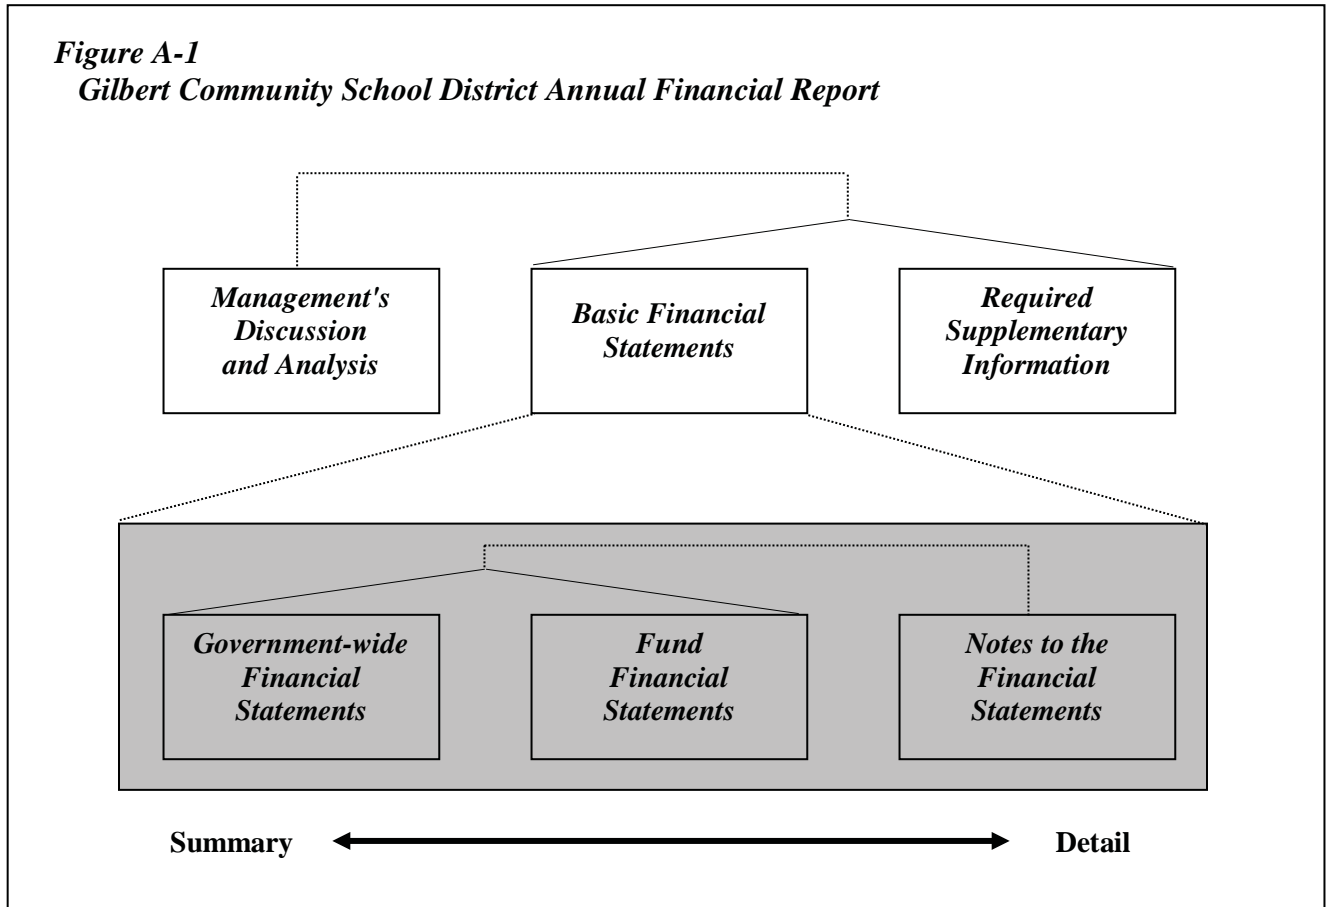 Figure A-1
Gilbert Community School District Annual Financial Report
Management's
Discussion
and Analysis
Basic Financial
Statements
Required
Supplementary
Information
Government-wide
Financial
Statements
Fund
Financial
Statements
Notes to the
Financial
Statements
Summary
Detail